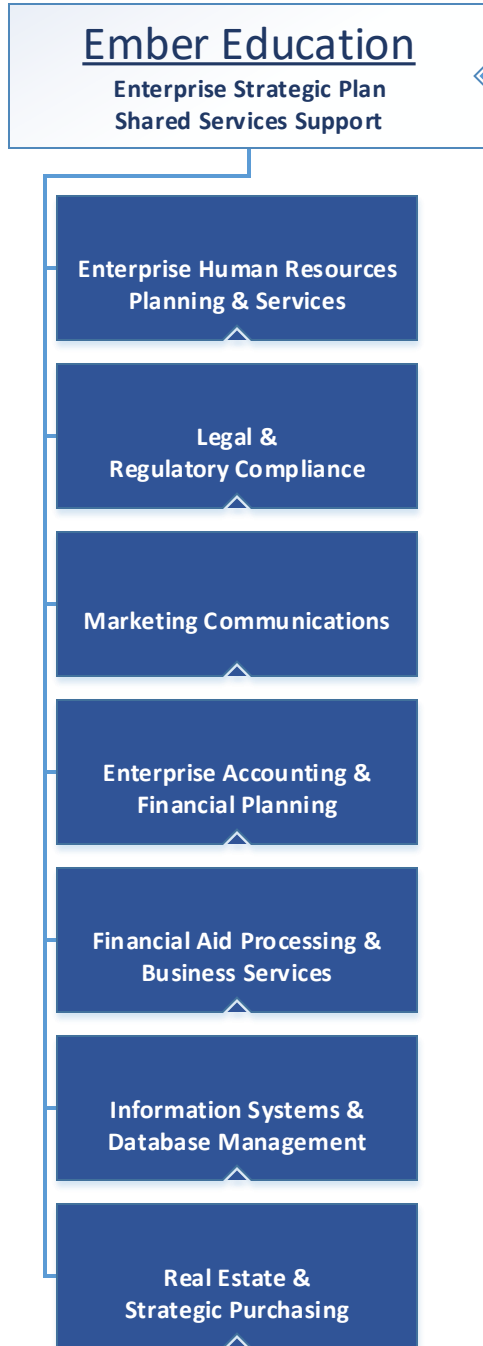 Ember Education
Enterprise Strategic Plan
Shared Services Support
Enterprise Human Resources
Planning & Services
Legal &
Regulatory Compliance
Marketing Communications
Enterprise Accounting &
Financial Planning
Financial Aid Processing &
Business Services
Information Systems &
Database Management
Real Estate &
Strategic Purchasing